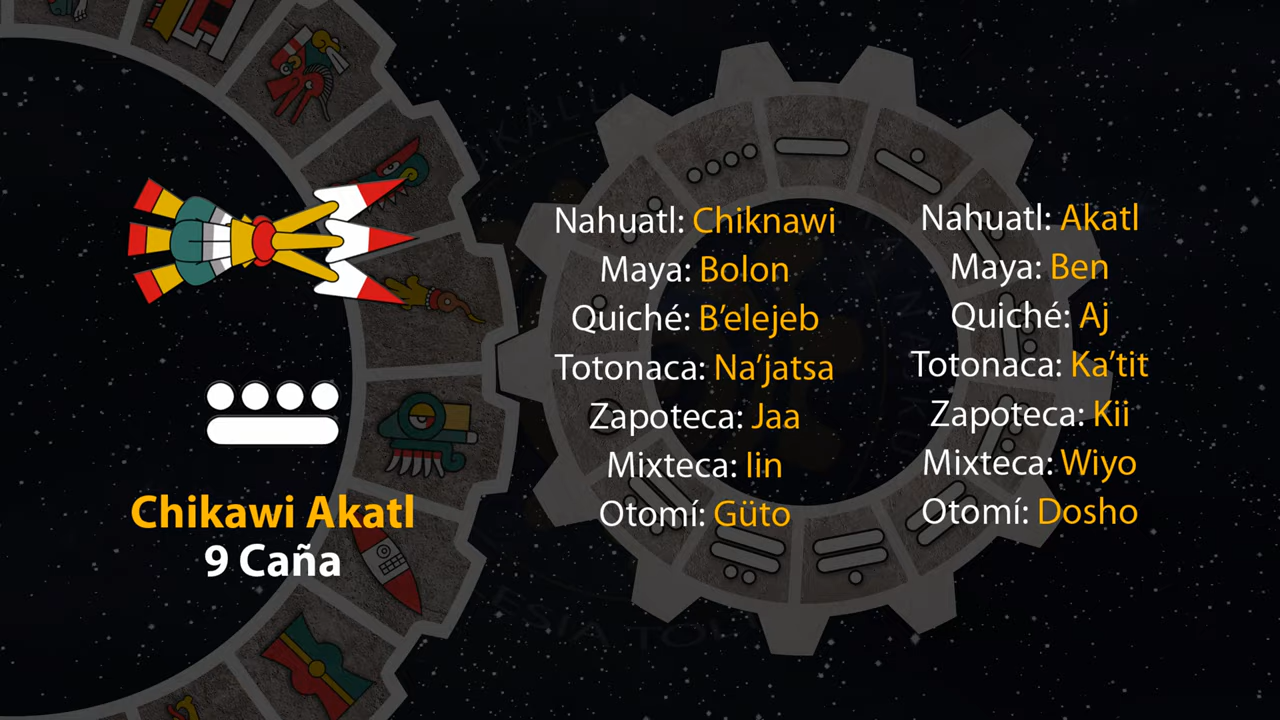 Chikawi Akatl
9 Caña
Nahuatl: Chiknawi
Maya: Bolon
Quiché: B’elejeb
Totonaca: Na’jatsa
Zapoteca: Jaa
Mixteca: Iin
Otomí: Güto
Nahuatl: Akatl
Maya: Ben
Quiché: Aj
Totonaca: Ka’tit
Zapoteca: Kii
Mixteca: Wiyo
Otomí: Dosho